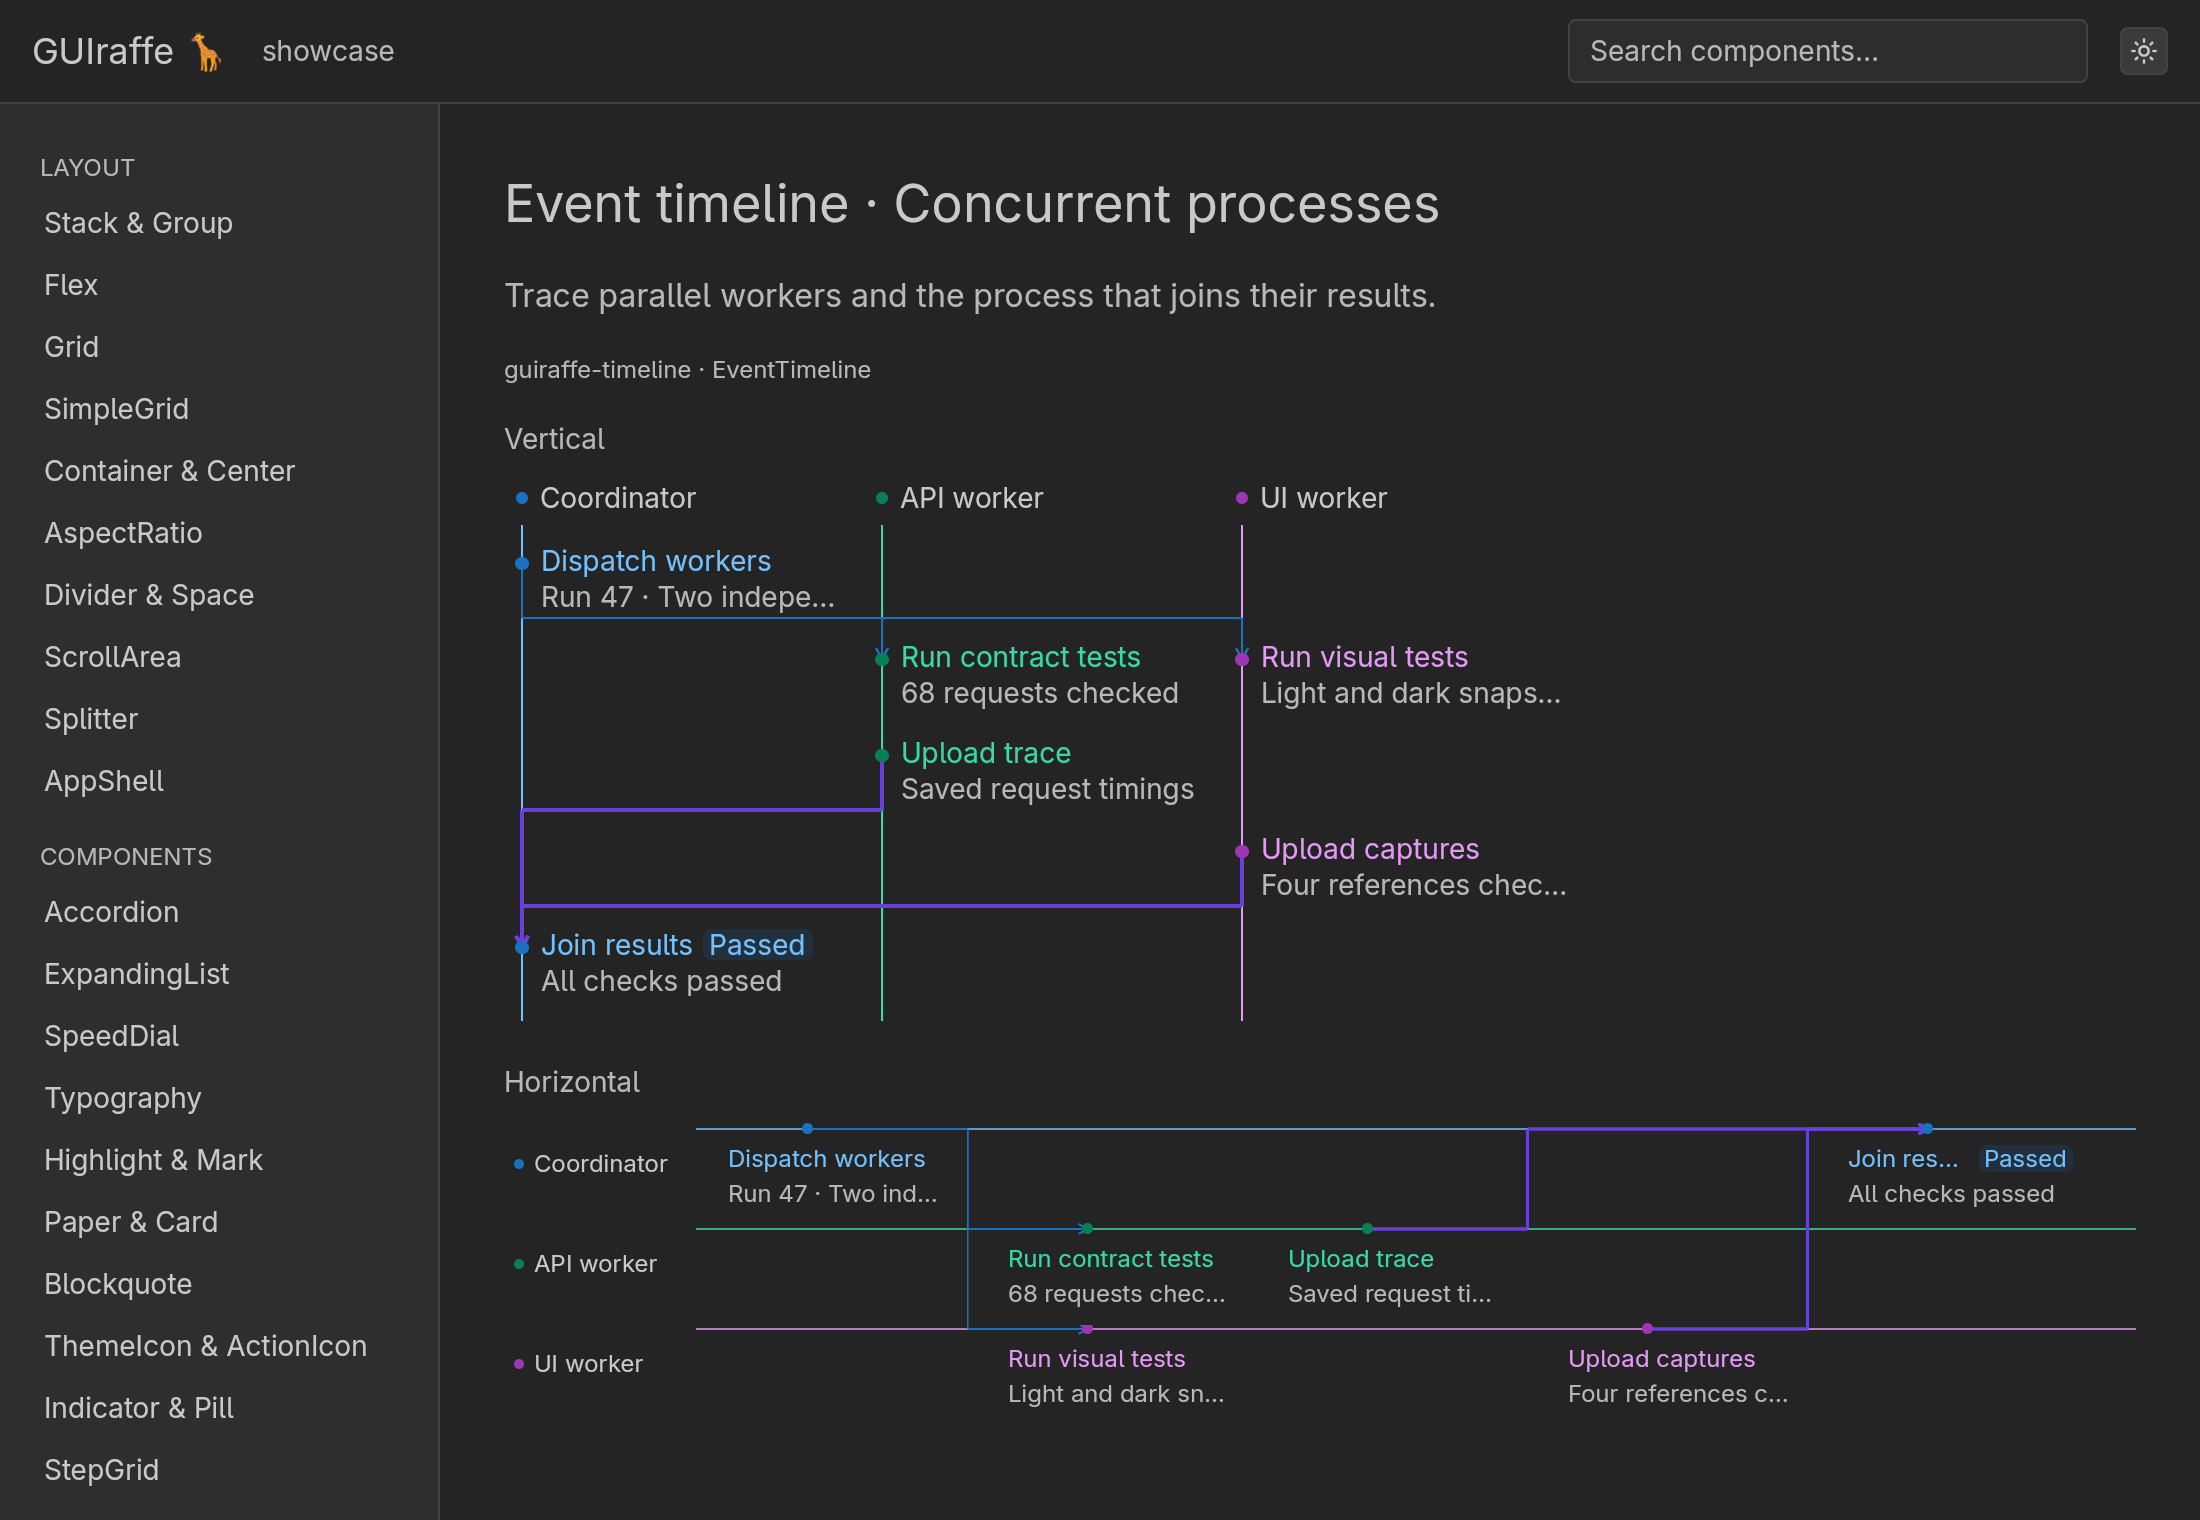 GUIraffe 🦒 showcase Search components...
LAYOUT
Stack & Group
Flex
Grid
SimpleGrid
Container & Center
AspectRatio
Divider & Space
ScrollArea
Splitter
AppShell
COMPONENTS
Accordion
ExpandingList
SpeedDial
Typography
Highlight & Mark
Paper & Card
Blockquote
ThemeIcon & ActionIcon
Indicator & Pill
StepGrid
Event timeline · Concurrent processes
Trace parallel workers and the process that joins their results.
guiraffe-timeline · EventTimeline
Vertical
Coordinator API worker UI worker
Dispatch workers
Run 47 · Two indepe...
Run contract tests Run visual tests
68 requests checked Light and dark snaps...
Upload trace
Saved request timings
Upload captures
Four references chec...
Join results Passed
All checks passed
Horizontal
Coordinator
Dispatch workers Join res... Passed
Run 47 · Two ind... All checks passed
API worker
Run contract tests Upload trace
68 requests chec... Saved request ti...
UI worker
Run visual tests Upload captures
Light and dark sn... Four references c...